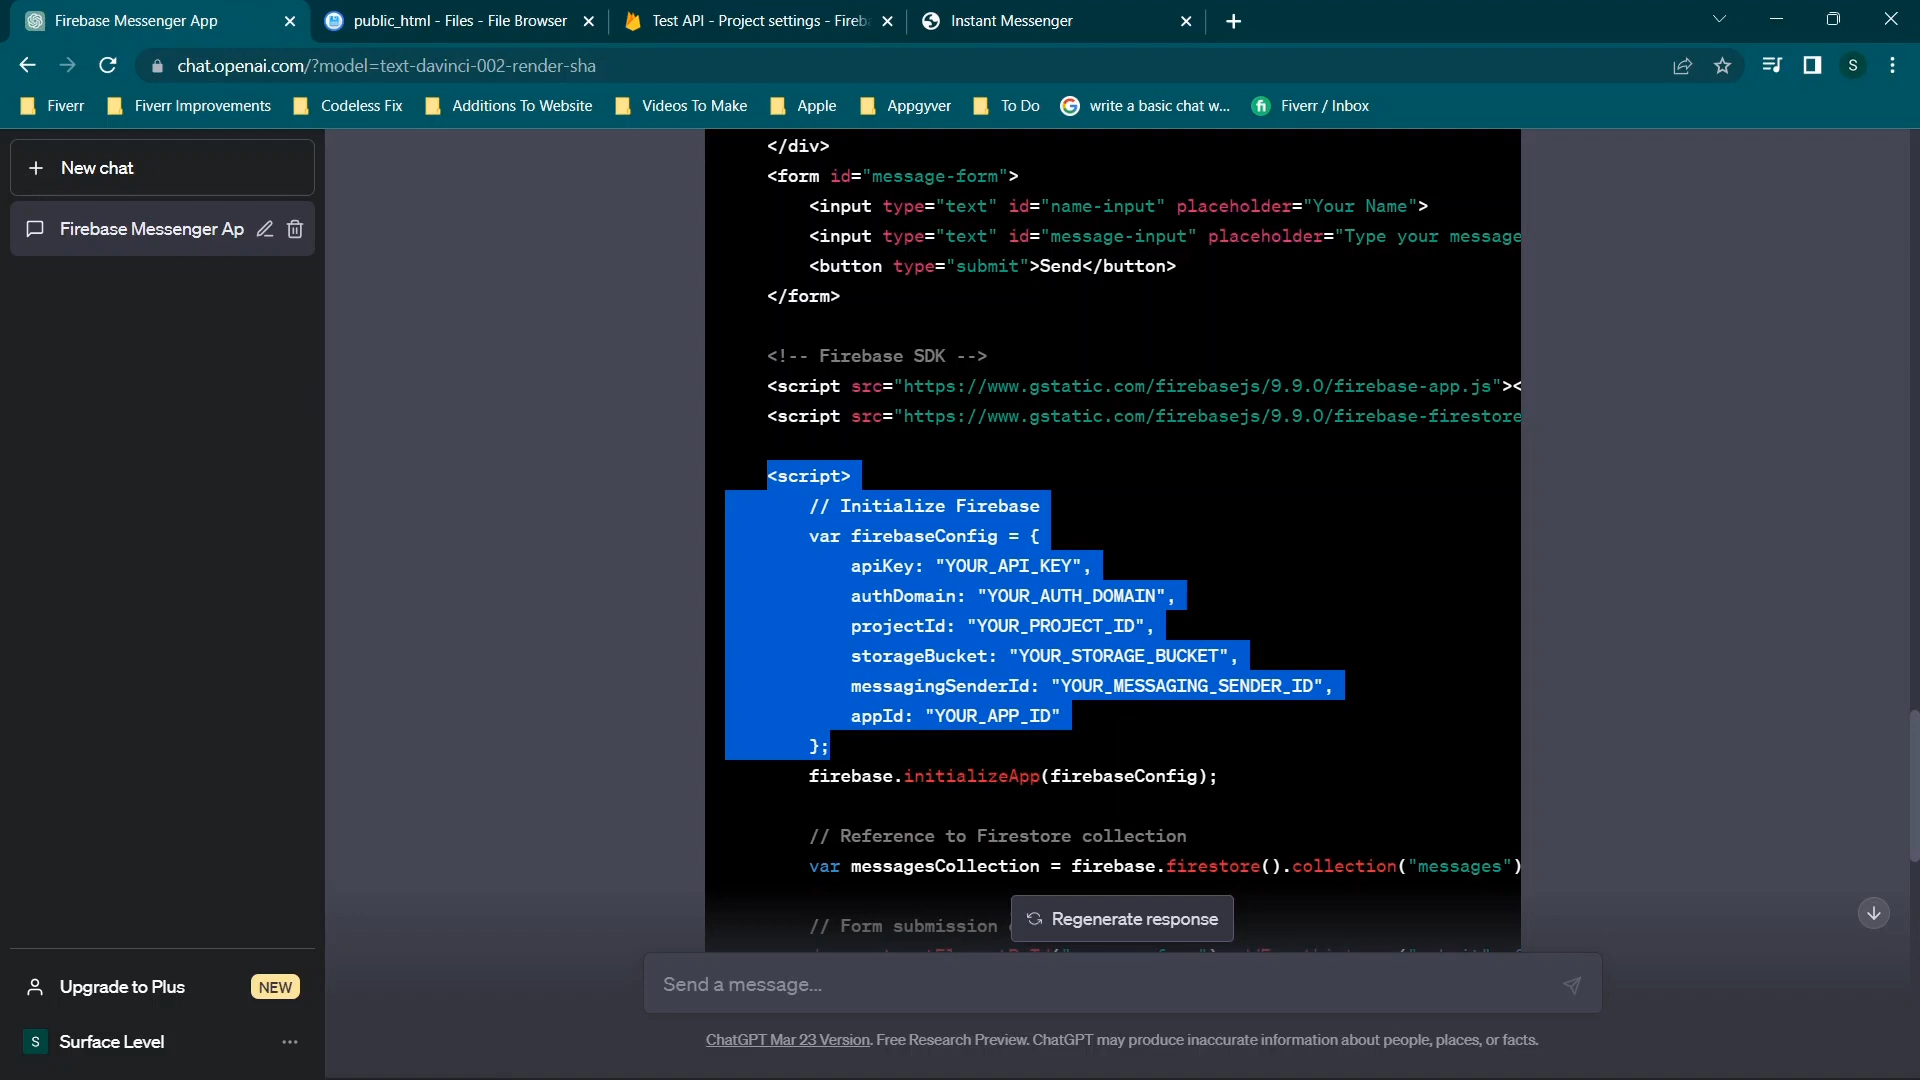 Firebase Messenger App
public_html - Files - File Browser
Test API - Project settings - Fireba
Instant Messenger
chat.openai.com/?model=text-davinci-002-render-sha
S
Fiverr
Fiverr Improvements
Codeless Fix
Additions To Website
Videos To Make
Apple
Appgyver
To Do
write a basic chat w...
Fiverr / Inbox
New chat
Firebase Messenger Ap
</div>
<form id="message-form">
<input type="text" id="name-input" placeholder="Your Name">
<input type="text" id="message-input" placeholder="Type your message
<button type="submit">Send</button>
</form>
<!-- Firebase SDK -->
<script src="https://www.gstatic.com/firebasejs/9.9.0/firebase-app.js"><
<script src="https://www.gstatic.com/firebasejs/9.9.0/firebase-firestore
<script>
// Initialize Firebase
var firebaseConfig = {
apiKey: "YOUR_API_KEY",
authDomain: "YOUR_AUTH_DOMAIN",
projectId: "YOUR_PROJECT_ID",
storageBucket: "YOUR_STORAGE_BUCKET",
messagingSenderId: "YOUR_MESSAGING_SENDER_ID",
appId: "YOUR_APP_ID"
};
firebase.initializeApp(firebaseConfig);
// Reference to Firestore collection
var messagesCollection = firebase.firestore().collection("messages")
// Form submission
Regenerate response
Send a message...
Upgrade to Plus
NEW
S
Surface Level
ChatGPT Mar 23 Version. Free Research Preview. ChatGPT may produce inaccurate information about people, places, or facts.